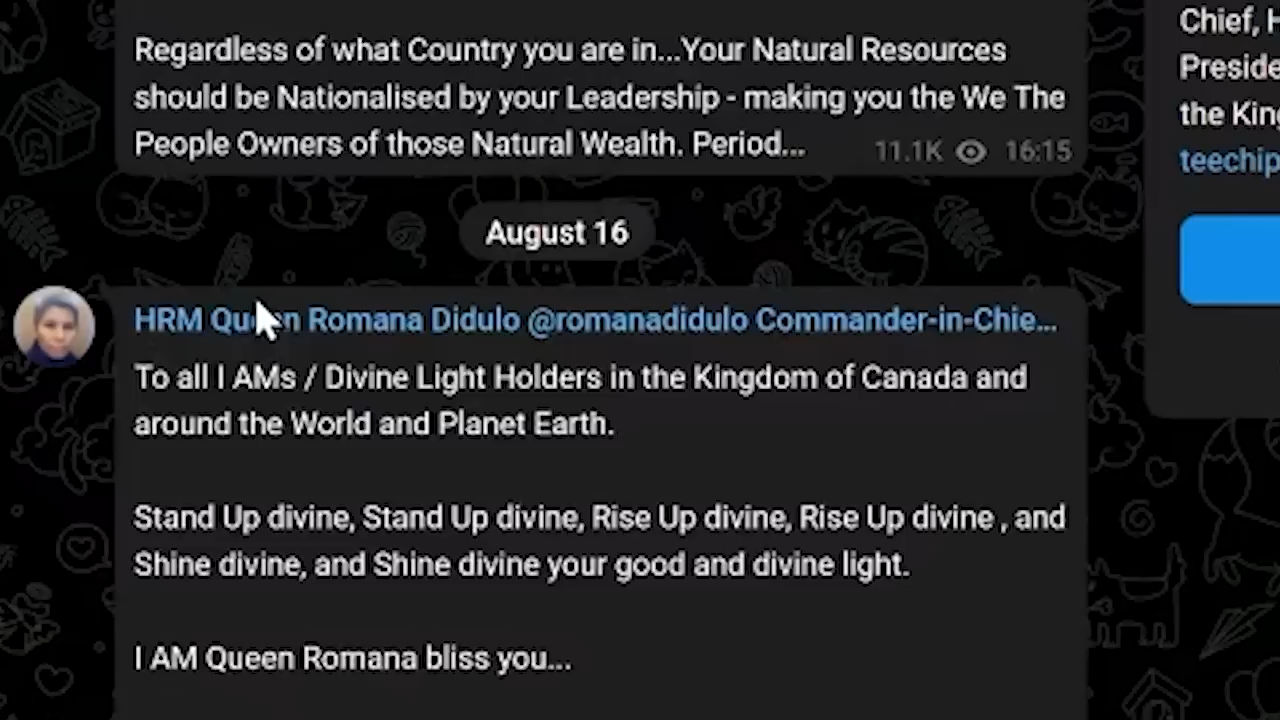 Regardless of what Country you are in...Your Natural Resources
should be Nationalised by your Leadership - making you the We The
People Owners of those Natural Wealth. Period...
11.1K 16:15
August 16
HRM Queen Romana Didulo @romanadidulo Commander-in-Chie...
To all I AMs / Divine Light Holders in the Kingdom of Canada and
around the World and Planet Earth.
Stand Up divine, Stand Up divine, Rise Up divine, Rise Up divine , and
Shine divine, and Shine divine your good and divine light.
I AM Queen Romana bliss you...
Chief, H
Preside
the King
teechip